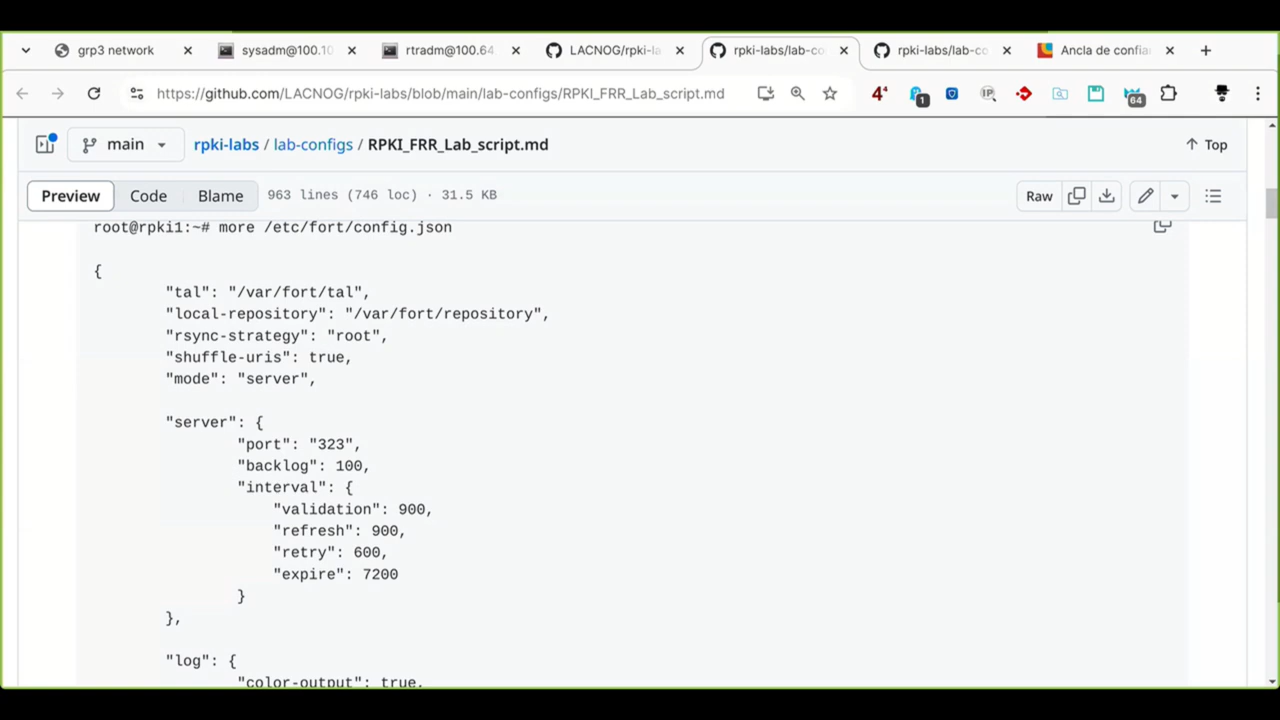 grp3 network
sysadm@100.10
rtradm@100.64
LACNOG/rpki-la
rpki-labs/lab-co
rpki-labs/lab-co
Ancla de confia
https://github.com/LACNOG/rpki-labs/blob/main/lab-configs/RPKI_FRR_Lab_script.md
4⁴
1
IP
64
main
rpki-labs / lab-configs / RPKI_FRR_Lab_script.md
Top
Preview
Code
Blame
963 lines (746 loc) · 31.5 KB
Raw
root@rpki1:~# more /etc/fort/config.json
{
"tal": "/var/fort/tal",
"local-repository": "/var/fort/repository",
"rsync-strategy": "root",
"shuffle-uris": true,
"mode": "server",
"server": {
"port": "323",
"backlog": 100,
"interval": {
"validation": 900,
"refresh": 900,
"retry": 600,
"expire": 7200
}
},
"log": {
"color-output": true,